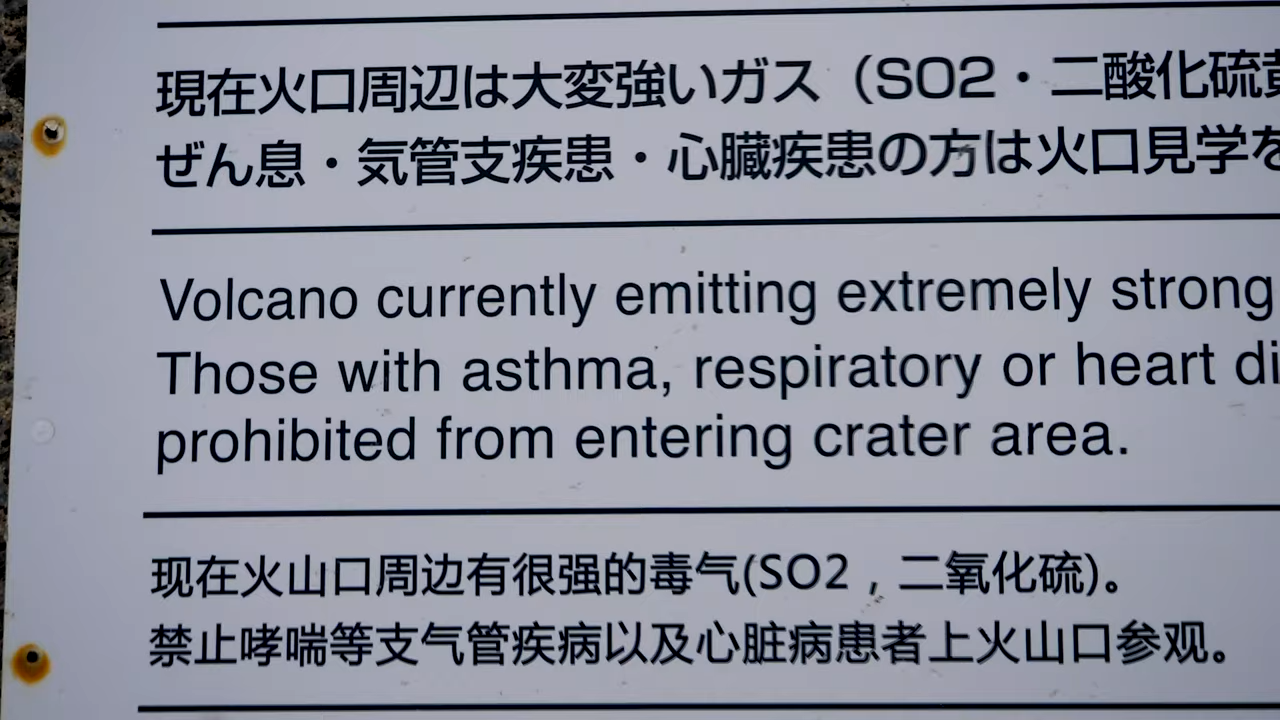 現在火口周辺は大変強いガス（SO2・二酸化硫黄
ぜん息・気管支疾患・心臓疾患の方は火口見学を
Volcano currently emitting extremely strong
Those with asthma, respiratory or heart di
prohibited from entering crater area.
现在火山口周边有很强的毒气(SO2，二氧化硫)。
禁止哮喘等支气管疾病以及心脏病患者上火山口参观。